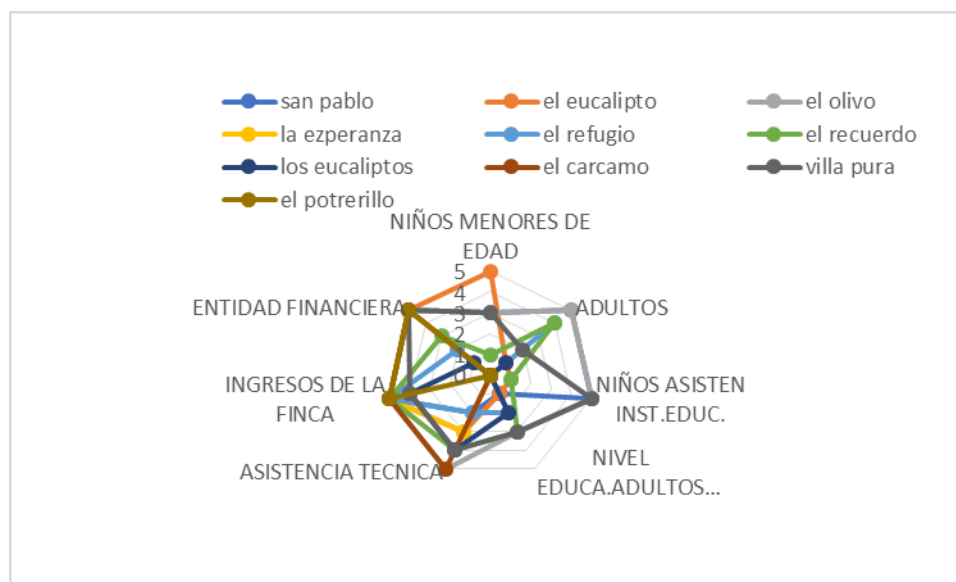 san pablo
el eucalipto
el olivo
la ezperanza
el refugio
el recuerdo
los eucaliptos
el carcamo
villa pura
el potrerillo
NIÑOS MENORES DE
EDAD
5
4
3
2
1
0
ENTIDAD FINANCIERA
ADULTOS
INGRESOS DE LA
FINCA
NIÑOS ASISTEN
INST.EDUC.
ASISTENCIA TECNICA
NIVEL
EDUCA.ADULTOS...